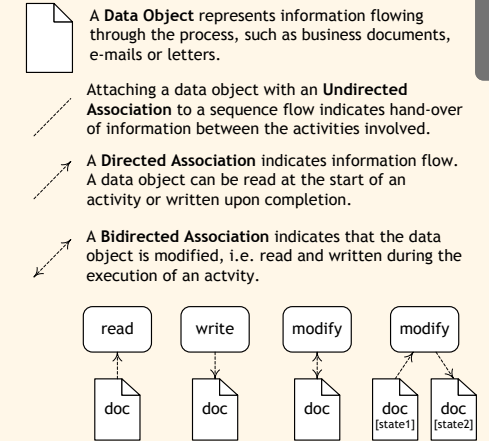 A Data Object represents information flowing
through the process, such as business documents,
e-mails or letters.
Attaching a data object with an Undirected
Association to a sequence flow indicates hand-over
of information between the activities involved.
A Directed Association indicates information flow.
A data object can be read at the start of an
activity or written upon completion.
A Bidirected Association indicates that the data
object is modified, i.e. read and written during the
execution of an actvity.
read
write
modify
modify
doc
doc
doc
doc
[state1]
doc
[state2]